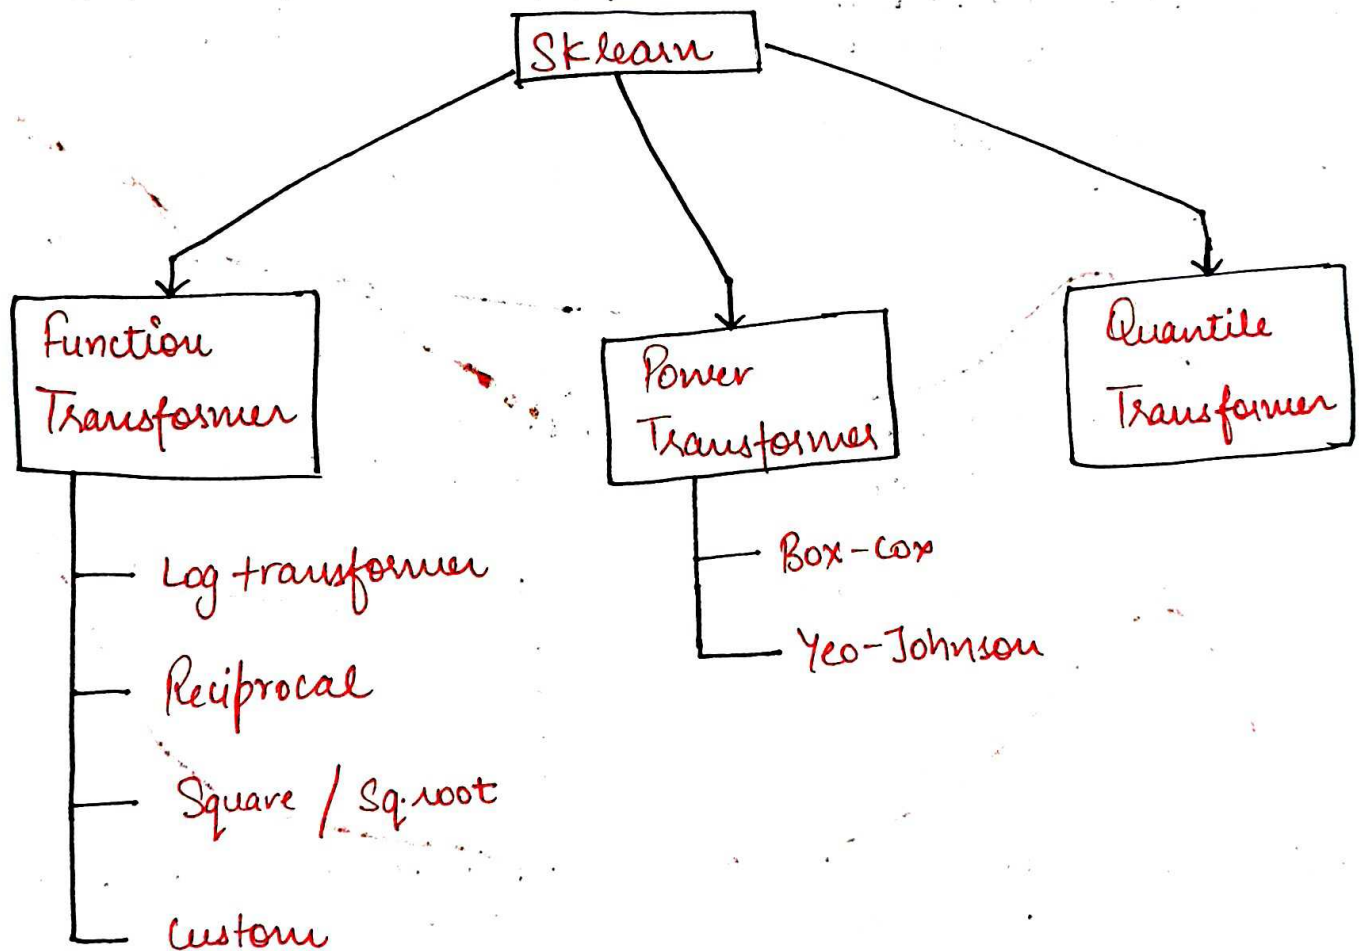 Sklearn
Function
Transformer
Power
Transformer
Quantile
Transformer
Log transformer
Reciprocal
Square / Sq.root
Custom
Box-Cox
Yeo-Johnson